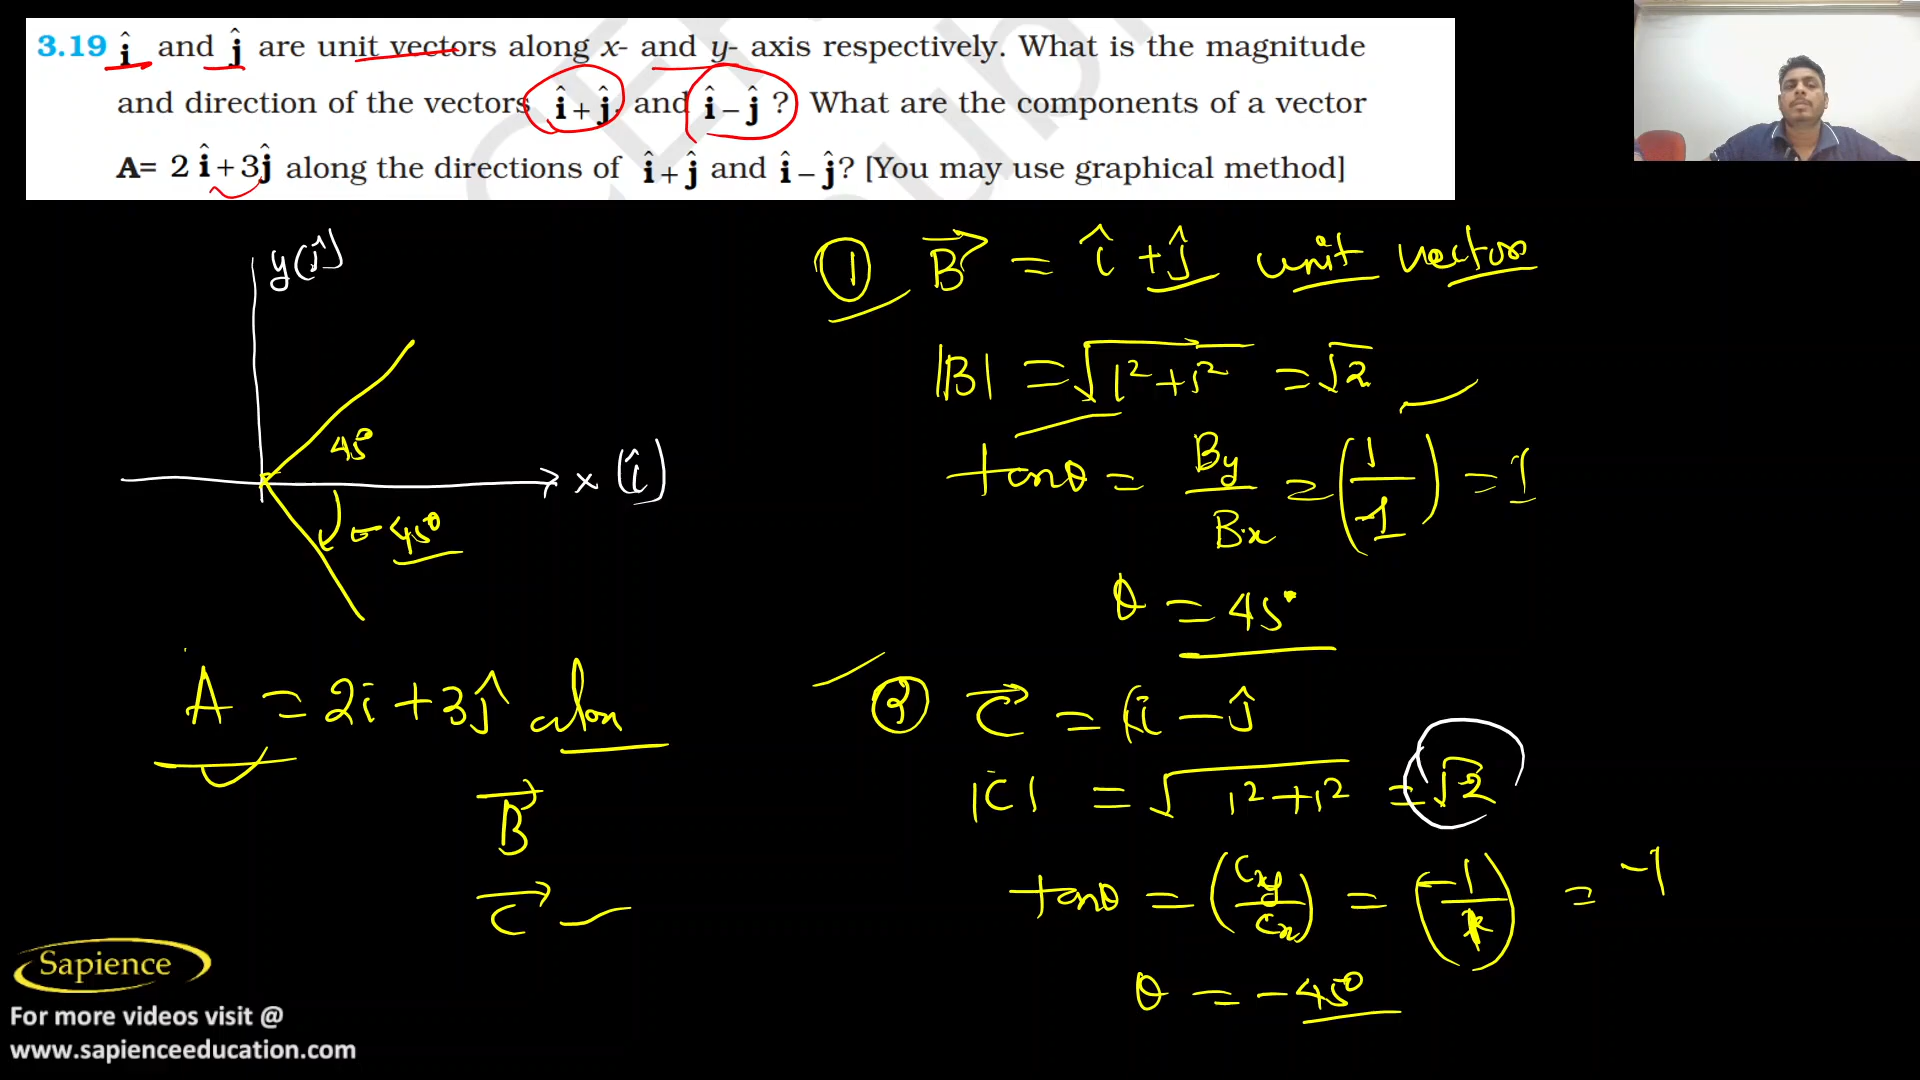 3.19 î and ĵ are unit vectors along x- and y- axis respectively. What is the magnitude
and direction of the vectors î + ĵ, and î – ĵ ? What are the components of a vector
A= 2 î + 3ĵ along the directions of î + ĵ and î – ĵ? [You may use graphical method]
y(ĵ)
45°
x (î)
- 45°
A = 2i + 3ĵ alon
B
C
① B = î + ĵ unit vector
|B| = √1² + 1² = √2
tanθ = By/Bx = (1/1) = 1
θ = 45°
② C = î – ĵ
|C| = √1² + 1² = √2
tanθ = (Cy/Cx) = (-1/1) = -1
θ = - 45°
Sapience
For more videos visit @
www.sapienceeducation.com